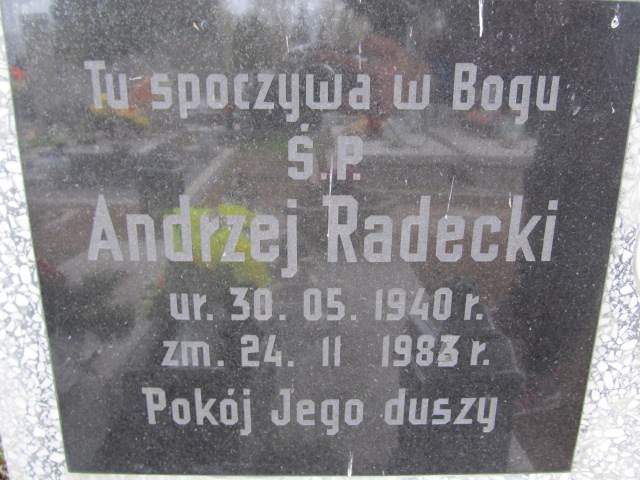 Tu spoczywa w Bogu
Ś.P.
Andrzej Radecki
ur. 30. 05. 1940 r.
zm. 24. 11 1983 r.
Pokój Jego duszy